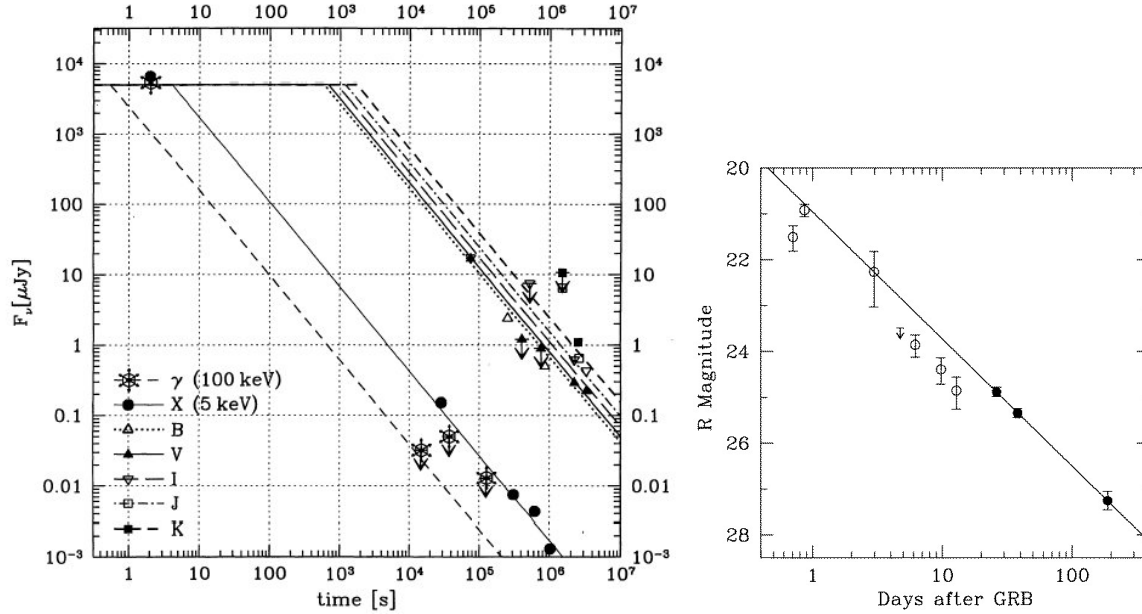 1 10 100 10³ 10⁴ 10⁵ 10⁶ 10⁷
10⁴ 10⁴
10³ 10³
100 100
10 10
1 1
0.1 0.1
0.01 0.01
10⁻³ 10⁻³
F_ν[μJy]
γ (100 keV)
X (5 keV)
B
V
I
J
K
1 10 100 10³ 10⁴ 10⁵ 10⁶ 10⁷
time [s]
20
22
24
26
28
R Magnitude
1 10 100
Days after GRB